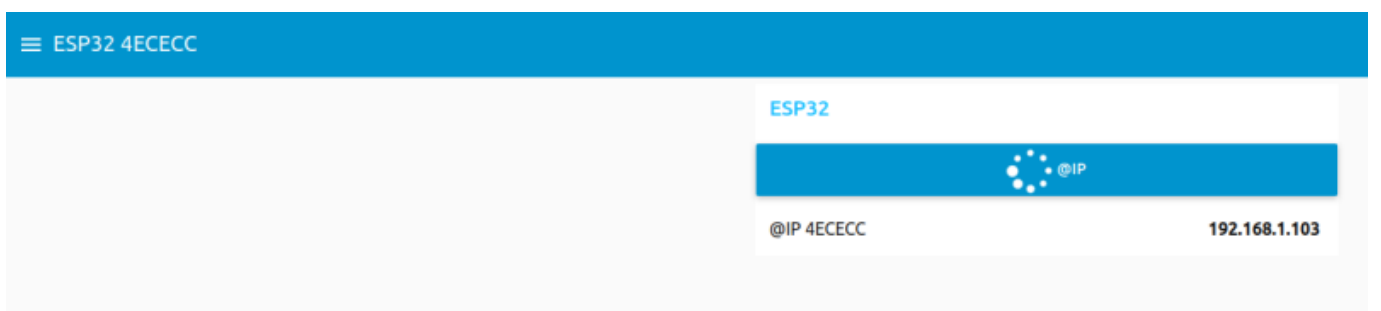 ESP32 4ECECC
ESP32
@IP
@IP 4ECECC 192.168.1.103